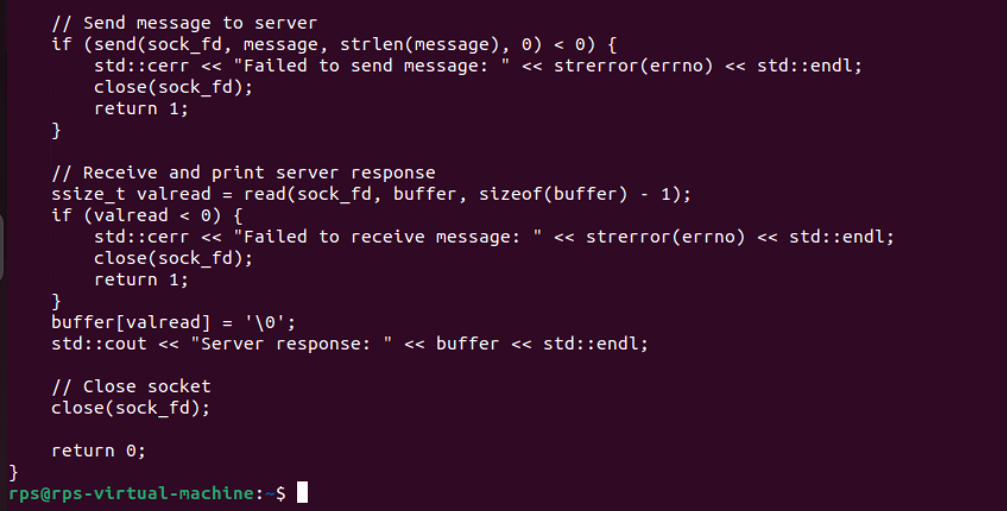 // Send message to server
if (send(sock_fd, message, strlen(message), 0) < 0) {
    std::cerr << "Failed to send message: " << strerror(errno) << std::endl;
    close(sock_fd);
    return 1;
}

// Receive and print server response
ssize_t valread = read(sock_fd, buffer, sizeof(buffer) - 1);
if (valread < 0) {
    std::cerr << "Failed to receive message: " << strerror(errno) << std::endl;
    close(sock_fd);
    return 1;
}
buffer[valread] = '\0';
std::cout << "Server response: " << buffer << std::endl;

// Close socket
close(sock_fd);

return 0;
}
rps@rps-virtual-machine:~$